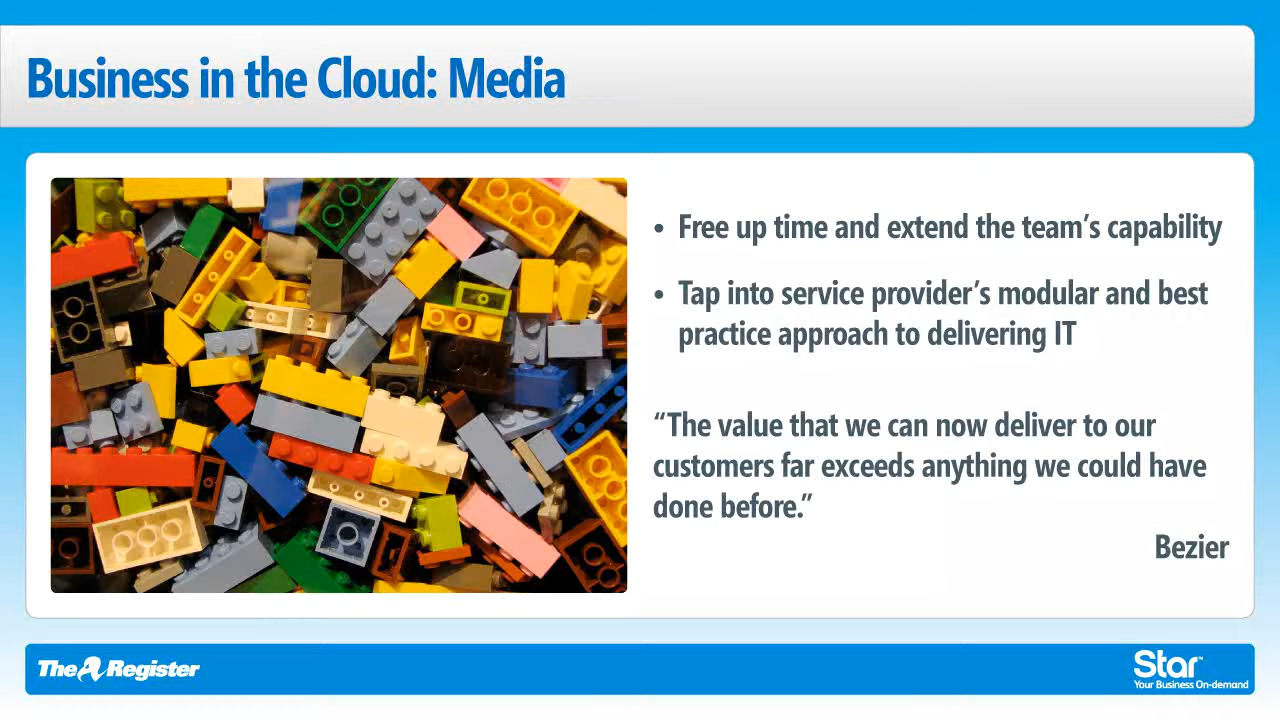 Business in the Cloud: Media
• Free up time and extend the team’s capability
• Tap into service provider’s modular and best
practice approach to delivering IT
“The value that we can now deliver to our
customers far exceeds anything we could have
done before.”
Bezier
The Register
Star™
Your Business On-demand